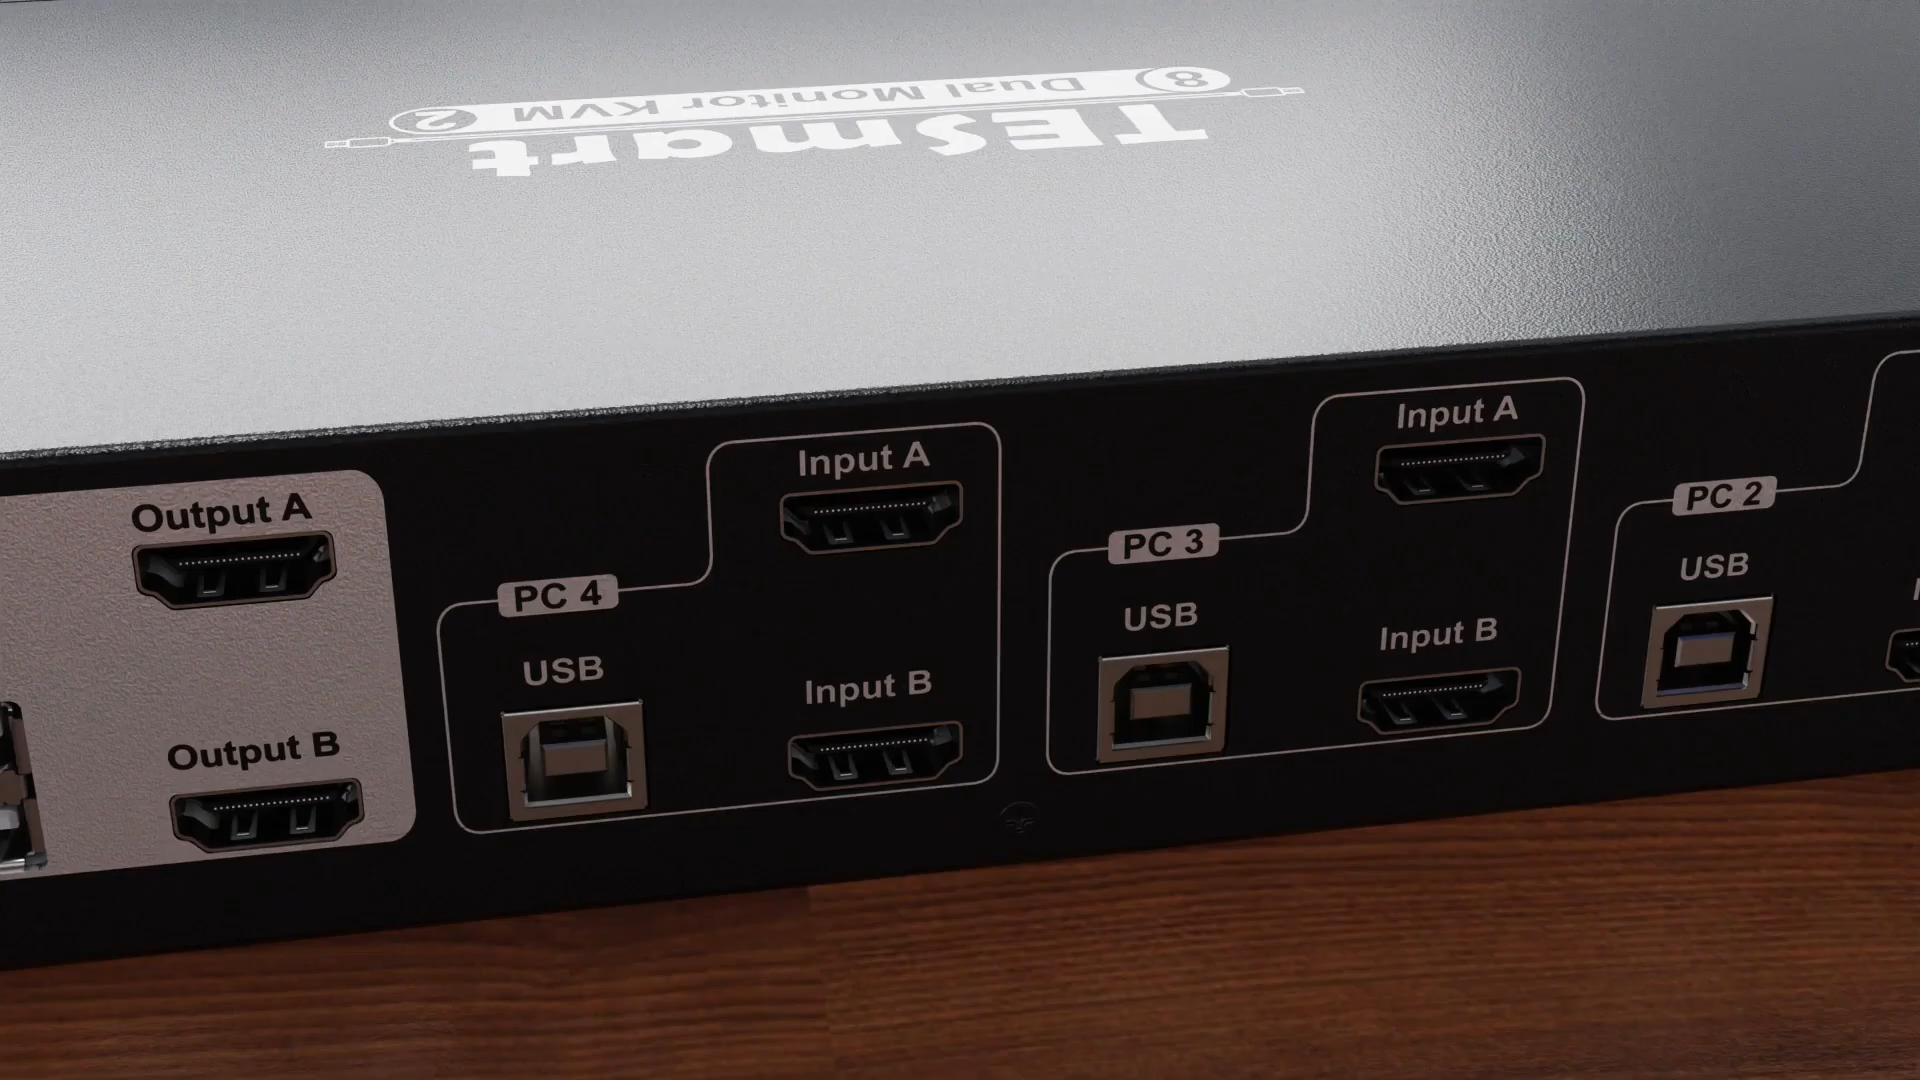 TESmart
8 Dual Monitor KVM 2
Output A
Output B
PC 4
USB
Input A
Input B
PC 3
USB
Input A
Input B
PC 2
USB